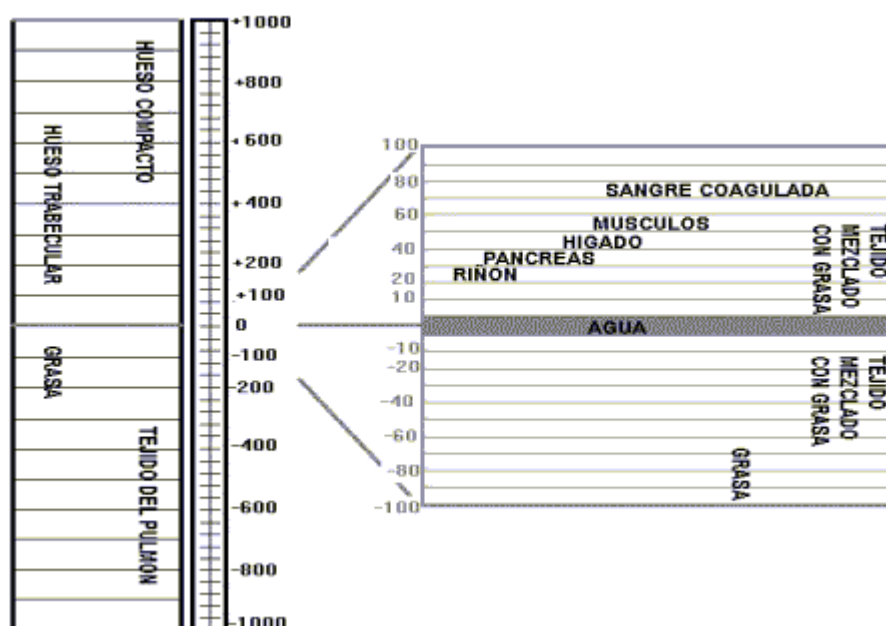 +1000
+800
+600
+400
+200
+100
0
-100
-200
-400
-600
-800
-1000
HUESO COMPACTO
HUESO TRABECULAR
GRASA
TEJIDO DEL PULMON
100
80
60
40
20
10
-10
-20
-40
-60
-80
-100
SANGRE COAGULADA
MUSCULOS
HIGADO
PANCREAS
RIÑON
TEJIDO
MEZCLADO
CON GRASA
AGUA
TEJIDO
MEZCLADO
CON GRASA
GRASA